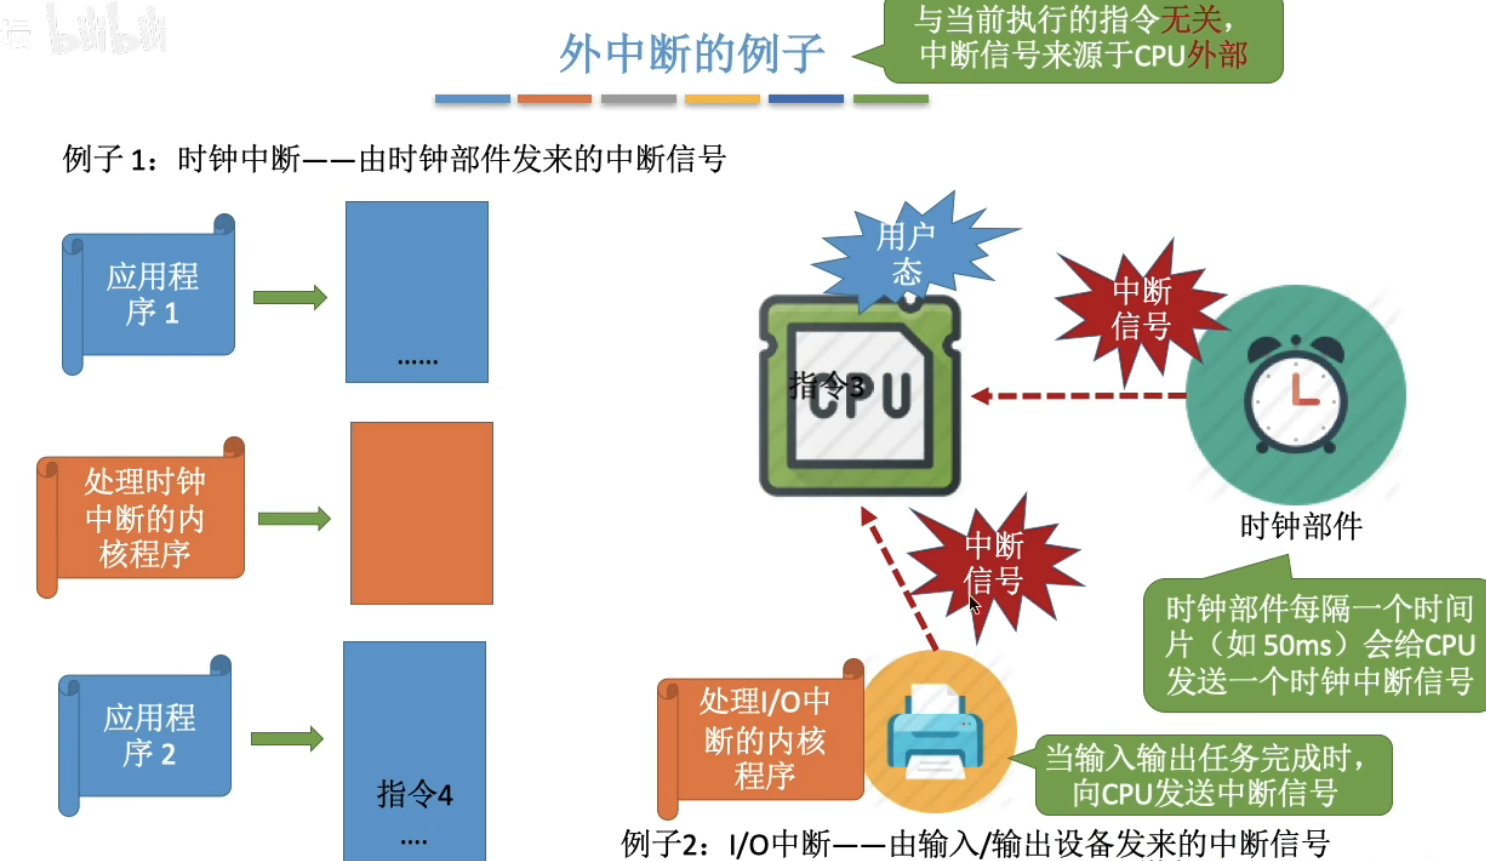 坛 bilibili
与当前执行的指令无关，
中断信号来源于CPU外部
外中断的例子
例子 1：时钟中断——由时钟部件发来的中断信号
应用程
序 1
……
用户
态
中断
信号
指令3
CPU
处理时钟
中断的内
核程序
时钟部件
中断
信号
时钟部件每隔一个时间
片（如 50ms）会给CPU
发送一个时钟中断信号
应用程
序 2
指令4
....
处理I/O中
断的内核
程序
当输入输出任务完成时，
向CPU发送中断信号
例子2：I/O中断——由输入/输出设备发来的中断信号